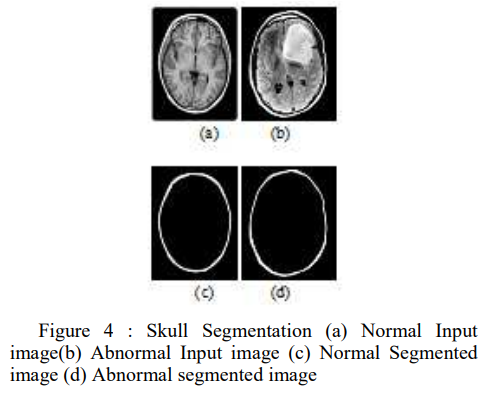 (a) (b)
(c) (d)
Figure 4 : Skull Segmentation (a) Normal Input
image(b) Abnormal Input image (c) Normal Segmented
image (d) Abnormal segmented image